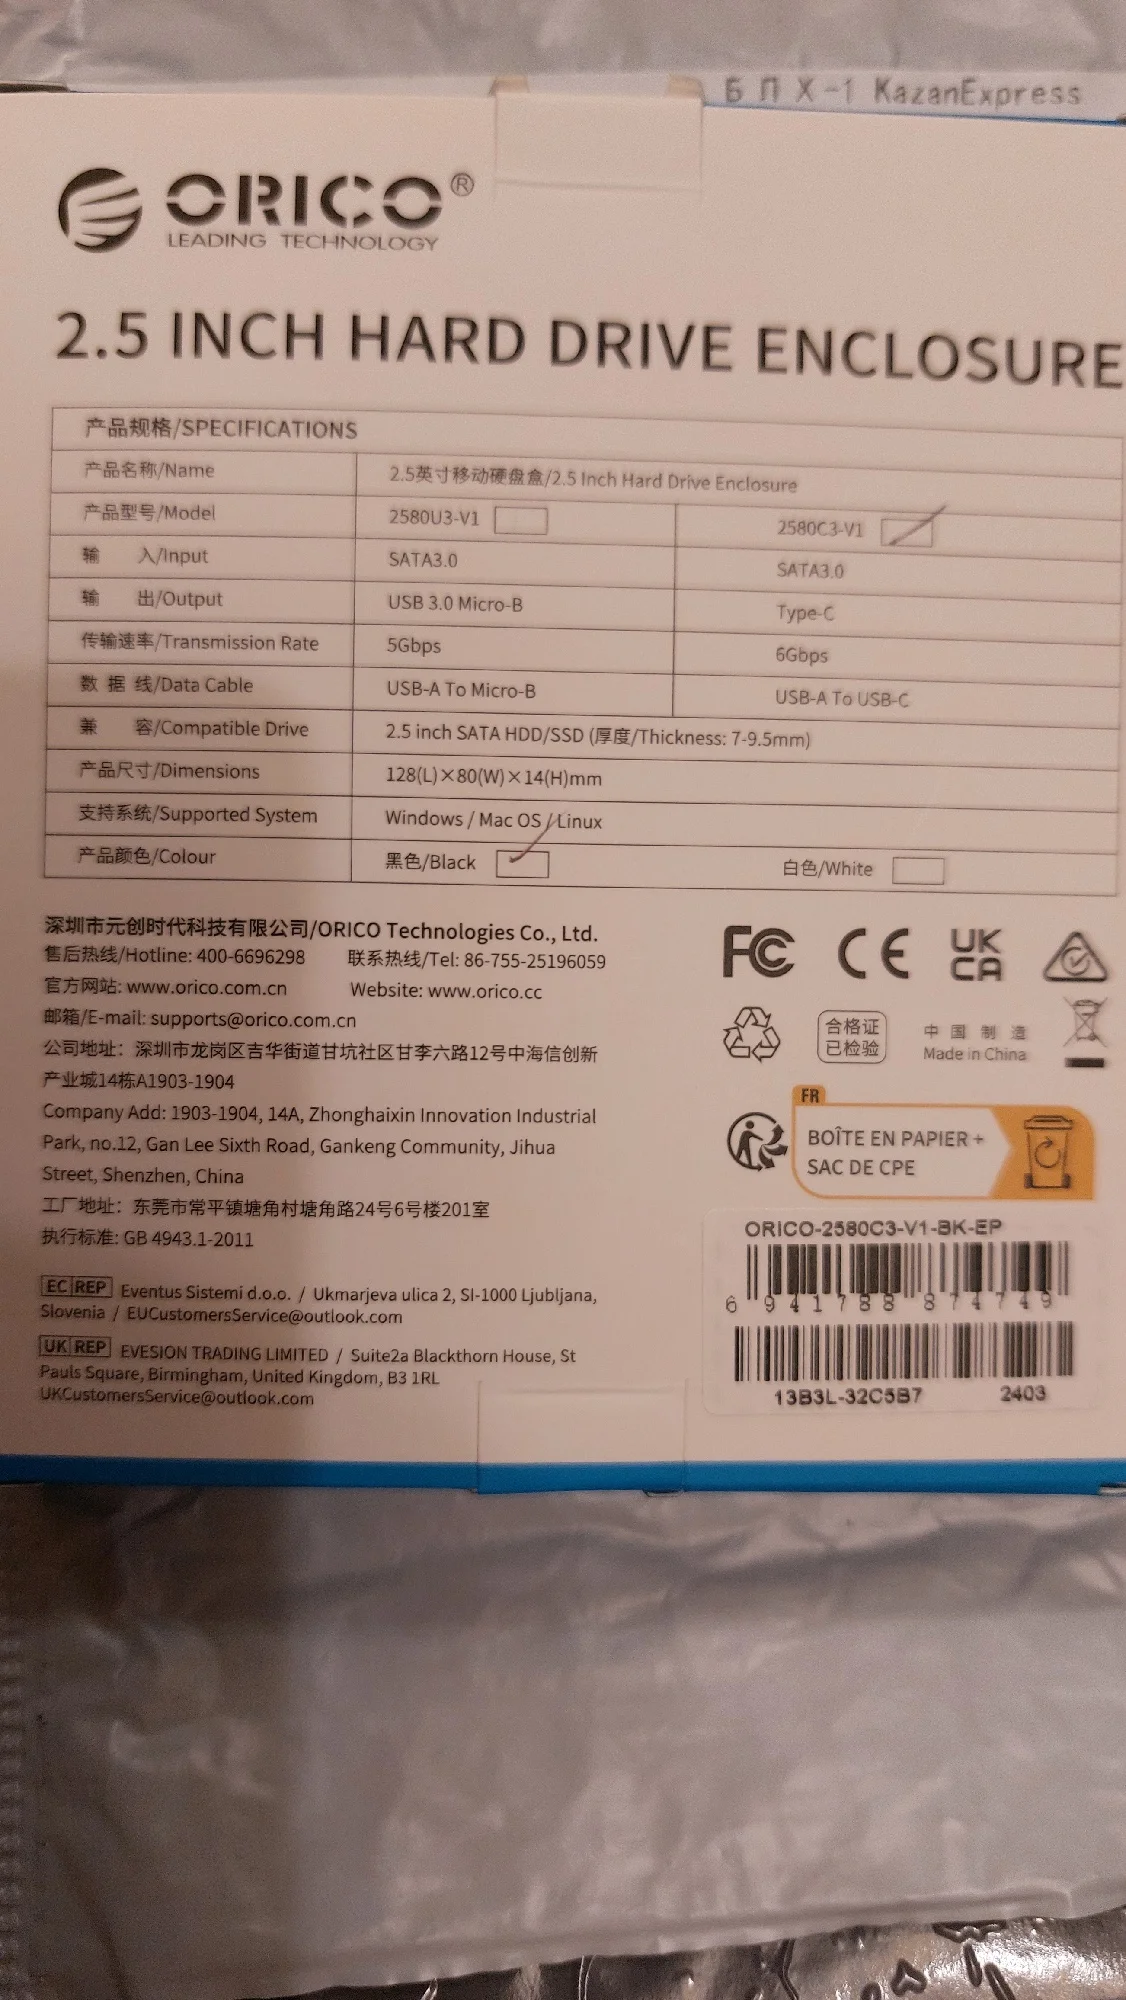 Б П Х-1 KazanExpress
ORICO®
LEADING TECHNOLOGY
2.5 INCH HARD DRIVE ENCLOSURE
产品规格/SPECIFICATIONS
产品名称/Name 2.5英寸移动硬盘盒/2.5 Inch Hard Drive Enclosure
产品型号/Model 2580U3-V1 2580C3-V1
输 入/Input SATA3.0 SATA3.0
输 出/Output USB 3.0 Micro-B Type-C
传输速率/Transmission Rate 5Gbps 6Gbps
数 据 线/Data Cable USB-A To Micro-B USB-A To USB-C
兼 容/Compatible Drive 2.5 inch SATA HDD/SSD (厚度/Thickness: 7-9.5mm)
产品尺寸/Dimensions 128(L)×80(W)×14(H)mm
支持系统/Supported System Windows / Mac OS / Linux
产品颜色/Colour 黑色/Black 白色/White
深圳市元创时代科技有限公司/ORICO Technologies Co., Ltd.
售后热线/Hotline: 400-6696298 联系热线/Tel: 86-755-25196059
官方网站: www.orico.com.cn Website: www.orico.cc
邮箱/E-mail: supports@orico.com.cn
公司地址：深圳市龙岗区吉华街道甘坑社区甘李六路12号中海信创新
产业城14栋A1903-1904
Company Add: 1903-1904, 14A, Zhonghaixin Innovation Industrial
Park, no.12, Gan Lee Sixth Road, Gankeng Community, Jihua
Street, Shenzhen, China
工厂地址：东莞市常平镇塘角村塘角路24号6号楼201室
执行标准: GB 4943.1-2011
EC REP Eventus Sistemi d.o.o. / Ukmarjeva ulica 2, SI-1000 Ljubljana,
Slovenia / EUCustomersService@outlook.com
UK REP EVESION TRADING LIMITED / Suite2a Blackthorn House, St
Pauls Square, Birmingham, United Kingdom, B3 1RL
UKCustomersService@outlook.com
FC CE UK
CA
合格证
已检验
中 国 制 造
Made in China
FR
BOÎTE EN PAPIER +
SAC DE CPE
ORICO-2580C3-V1-BK-EP
6 941788 874749
13B3L-32C5B7 2403